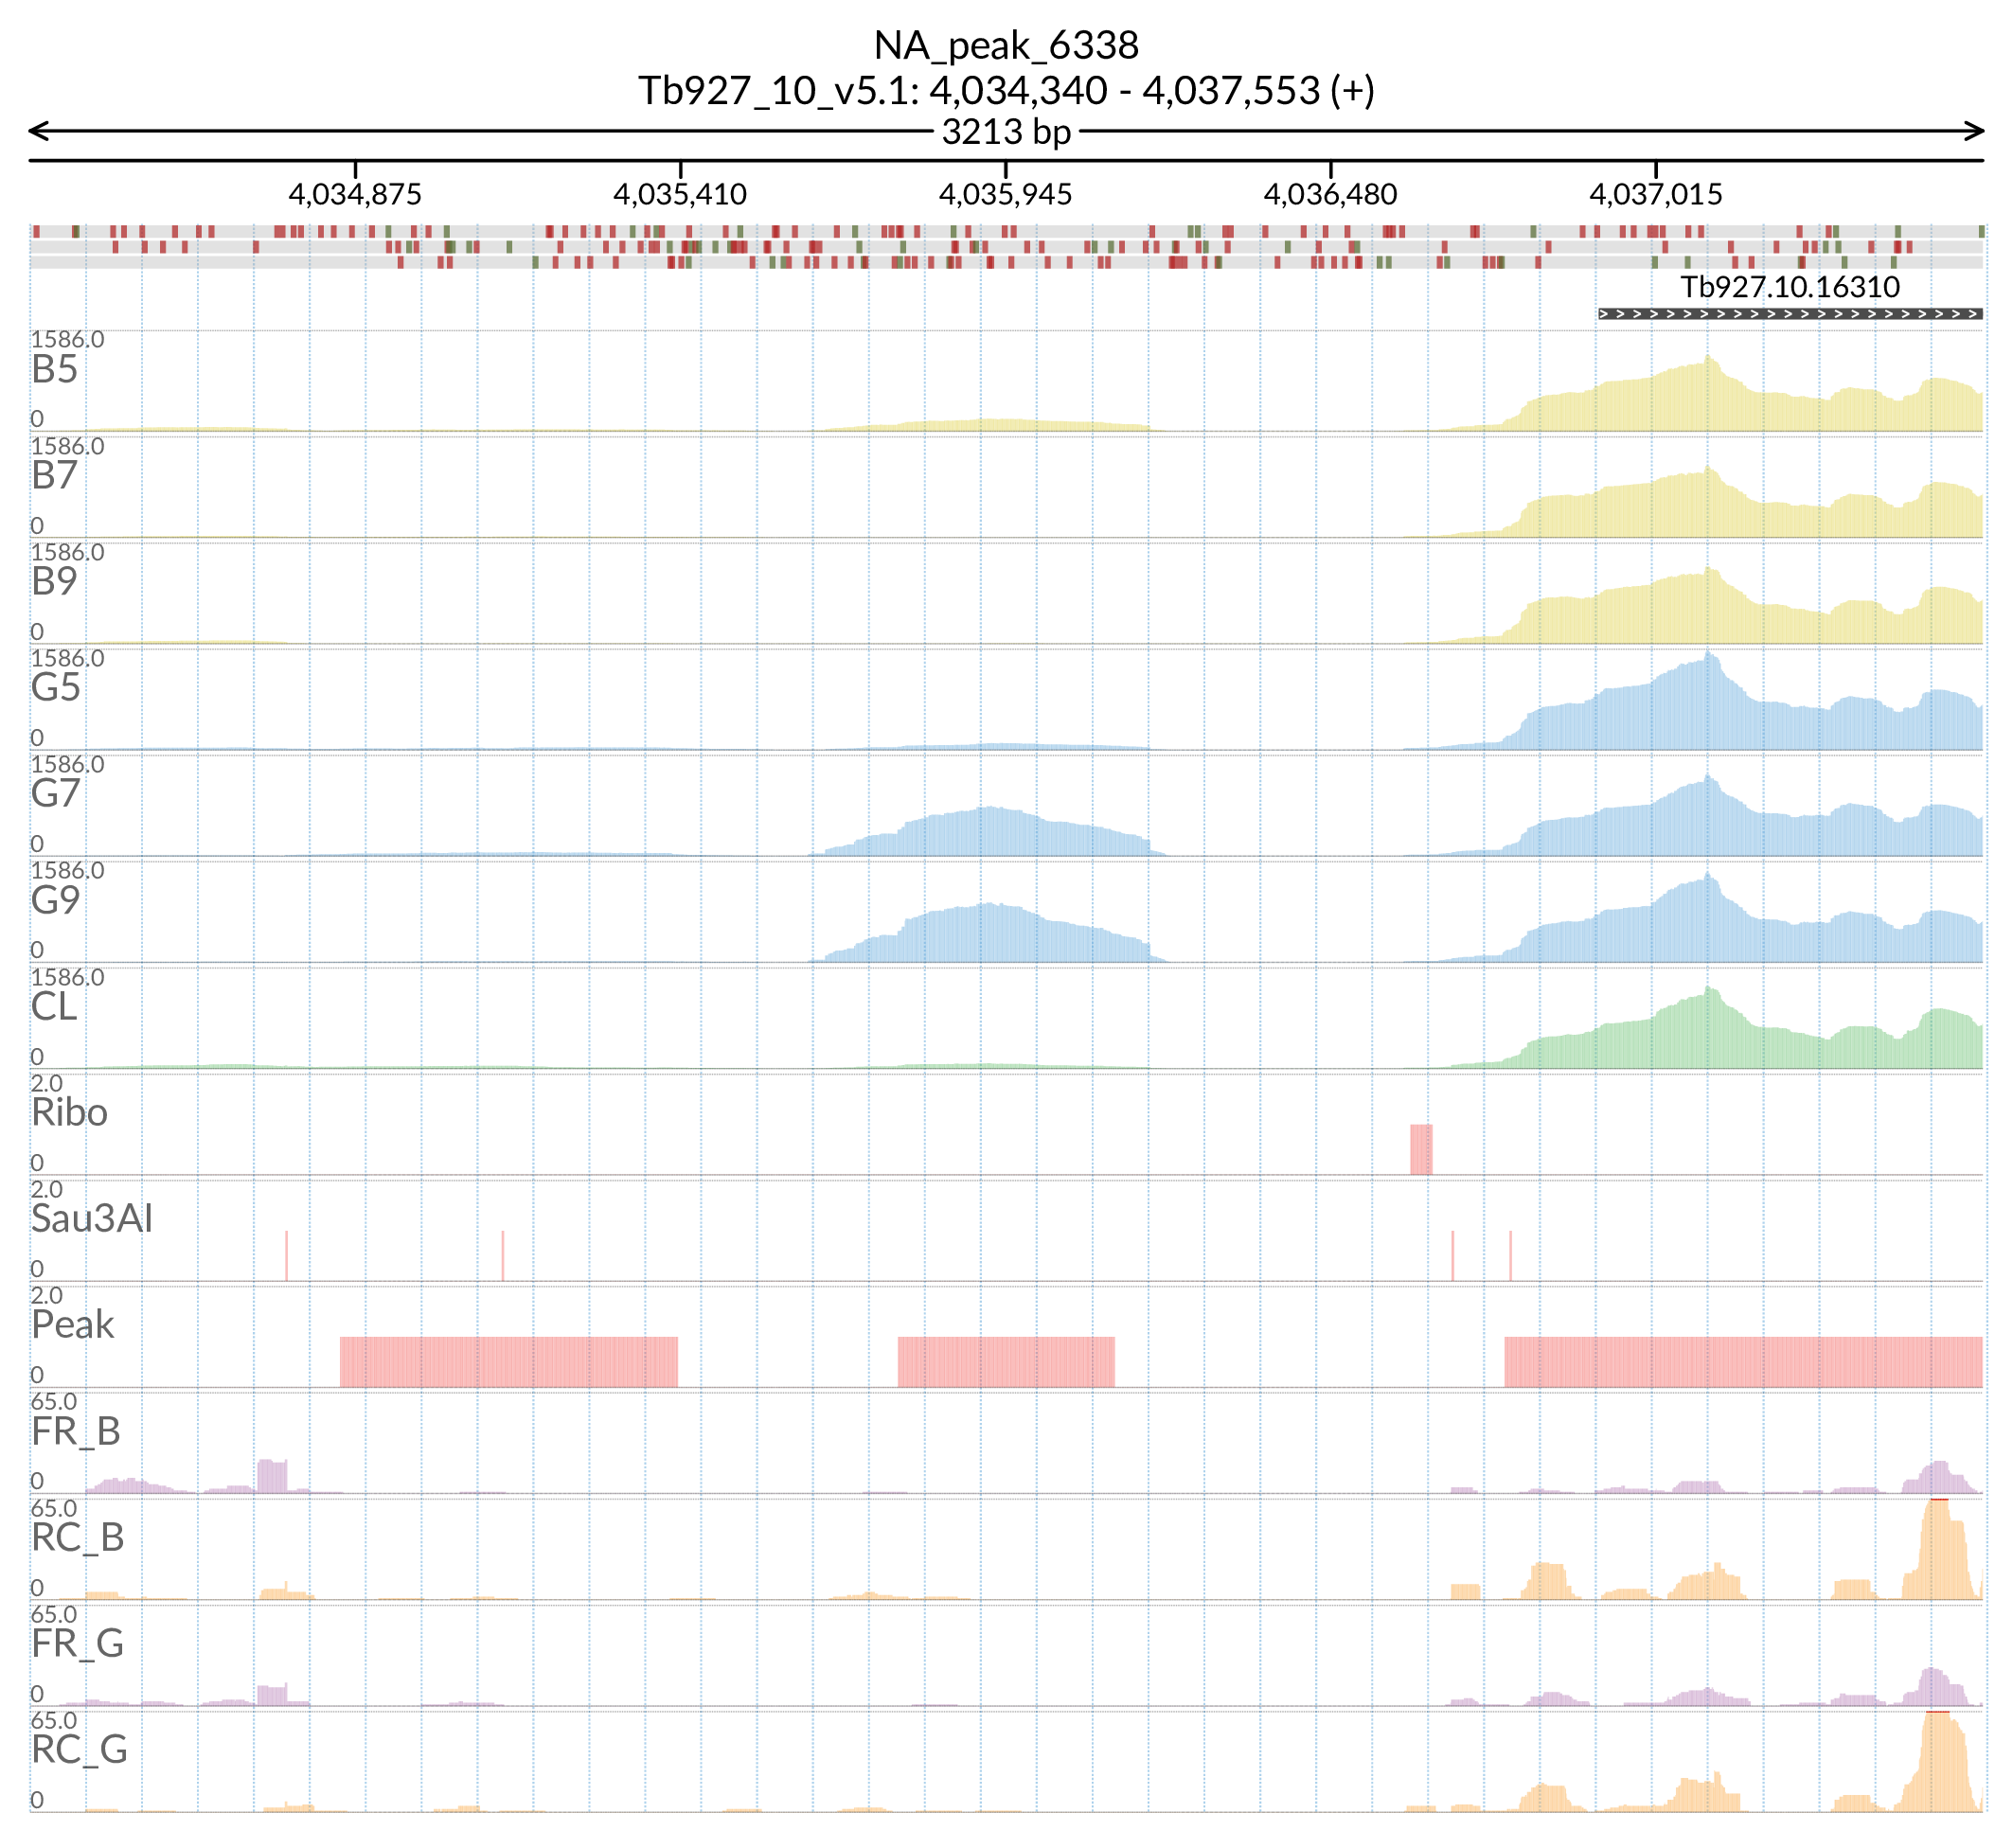 NA_peak_6338
Tb927_10_v5.1: 4,034,340 - 4,037,553 (+)
3213 bp
4,034,875 4,035,410 4,035,945 4,036,480 4,037,015
Tb927.10.16310
1586.0
B5
0
1586.0
B7
0
1586.0
B9
0
1586.0
G5
0
1586.0
G7
0
1586.0
G9
0
1586.0
CL
0
2.0
Ribo
0
2.0
Sau3AI
0
2.0
Peak
0
65.0
FR_B
0
65.0
RC_B
0
65.0
FR_G
0
65.0
RC_G
0